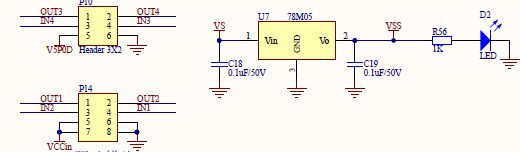 P10
OUT3 1 2 OUT4
IN4 3 4 IN3
5 6
V5P0D Header 3X2
P14
OUT1 1 2 OUT2
IN2 3 4 IN1
5 6
7 8
VCCin
U7 78M05
VS 1 Vin Vo 2 VSS
GND
3
C18
0.1uF/50V
C19
0.1uF/50V
R56
1K
D2
LED